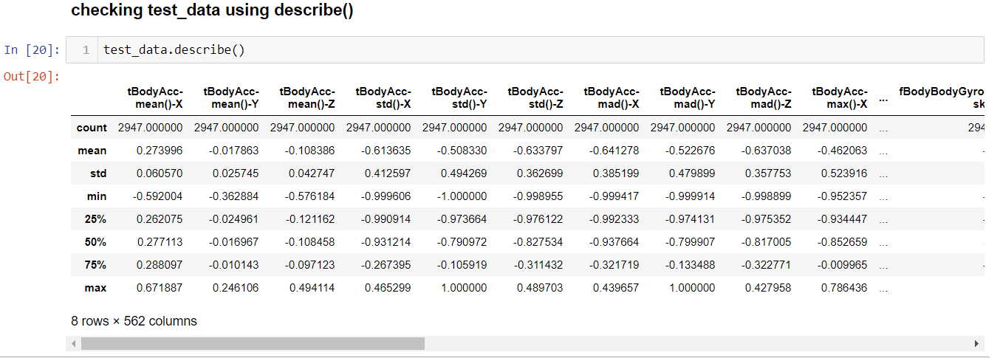 checking test_data using describe()
In [20]: 1 test_data.describe()
Out[20]:
tBodyAcc- tBodyAcc- tBodyAcc- tBodyAcc- tBodyAcc- tBodyAcc- tBodyAcc- tBodyAcc- tBodyAcc- tBodyAcc- ... fBodyBodyGyro
mean()-X mean()-Y mean()-Z std()-X std()-Y std()-Z mad()-X mad()-Y mad()-Z max()-X sk
count 2947.000000 2947.000000 2947.000000 2947.000000 2947.000000 2947.000000 2947.000000 2947.000000 2947.000000 2947.000000 ... 294
mean 0.273996 -0.017863 -0.108386 -0.613635 -0.508330 -0.633797 -0.641278 -0.522676 -0.637038 -0.462063 ... -
std 0.060570 0.025745 0.042747 0.412597 0.494269 0.362699 0.385199 0.479899 0.357753 0.523916 ...
min -0.592004 -0.362884 -0.576184 -0.999606 -1.000000 -0.998955 -0.999417 -0.999914 -0.998899 -0.952357 ... -
25% 0.262075 -0.024961 -0.121162 -0.990914 -0.973664 -0.976122 -0.992333 -0.974131 -0.975352 -0.934447 ... -
50% 0.277113 -0.016967 -0.108458 -0.931214 -0.790972 -0.827534 -0.937664 -0.799907 -0.817005 -0.852659 ... -
75% 0.288097 -0.010143 -0.097123 -0.267395 -0.105919 -0.311432 -0.321719 -0.133488 -0.322771 -0.009965 ... -
max 0.671887 0.246106 0.494114 0.465299 1.000000 0.489703 0.439657 1.000000 0.427958 0.786436 ...
8 rows × 562 columns